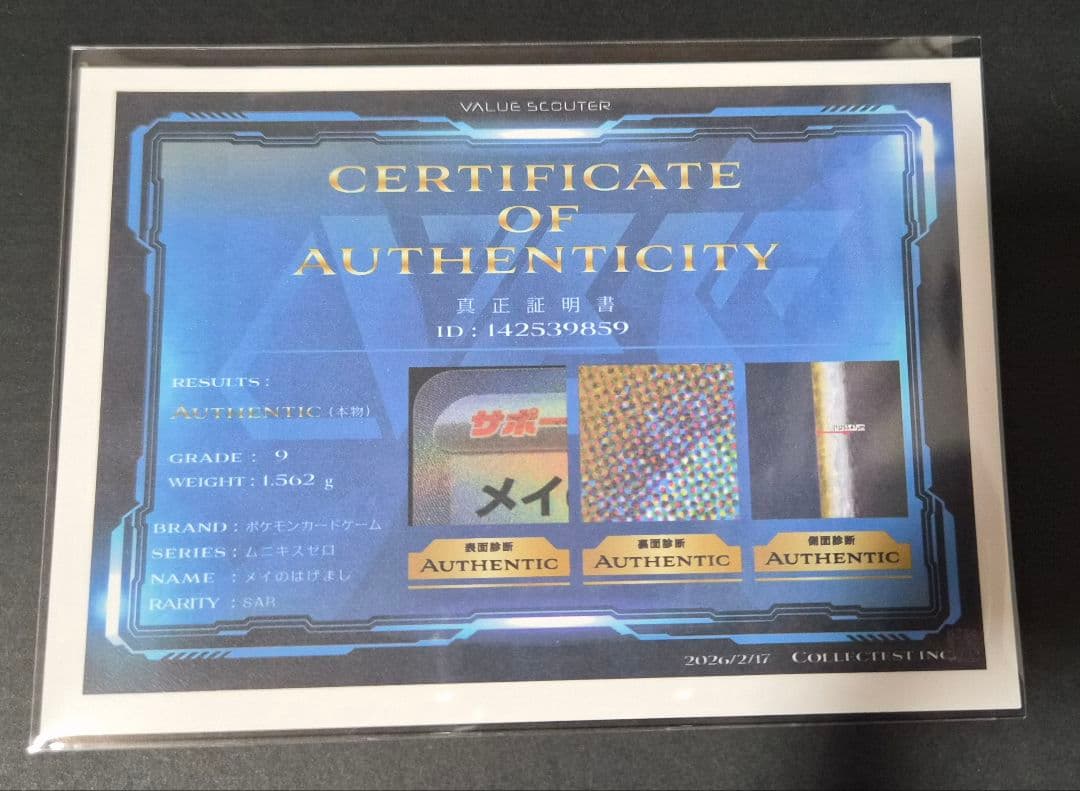 VALUE SCOUTER
CERTIFICATE
OF
AUTHENTICITY
真正証明書
ID : 142539859
RESULTS :
AUTHENTIC (本物)
GRADE : 9
WEIGHT : 1.562 g
BRAND : ポケモンカードゲーム
SERIES : ムニキスゼロ
NAME : メイのはげまし
RARITY : SAR
サポー
メイ
表面診断
AUTHENTIC
裏面診断
AUTHENTIC
側面診断
AUTHENTIC
2026/2/17 COLLECTEST INC.